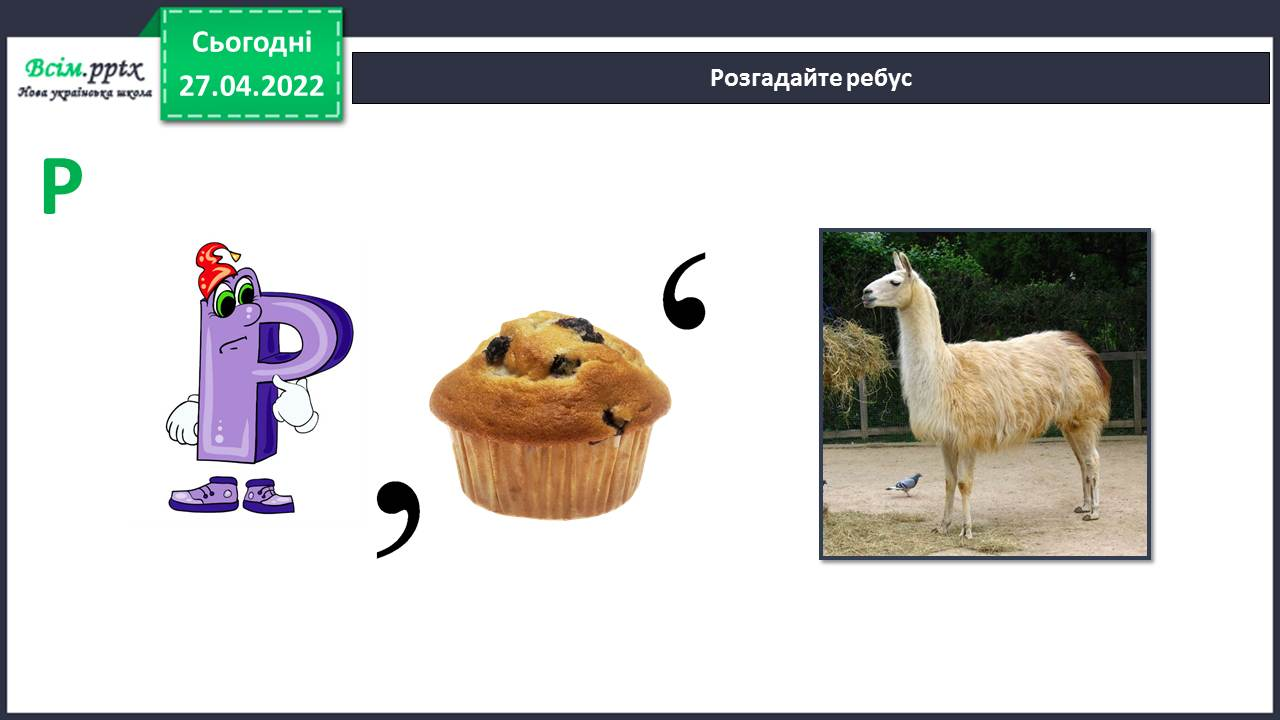 Всім.pptx
Нова українська школа
Сьогодні
27.04.2022
Розгадайте ребус
Р
Р
,
‘